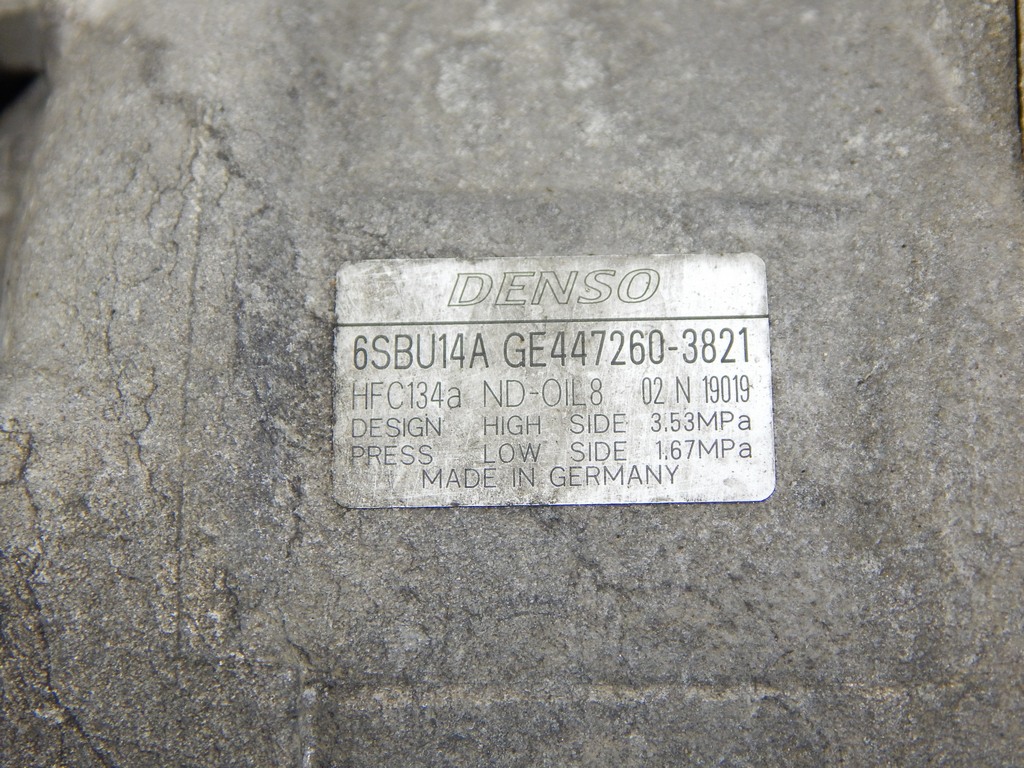 DENSO
6SBU14A GE447260-3821
HFC134a ND-OIL8 02 N 19019
DESIGN HIGH SIDE 3.53MPa
PRESS LOW SIDE 1.67MPa
MADE IN GERMANY